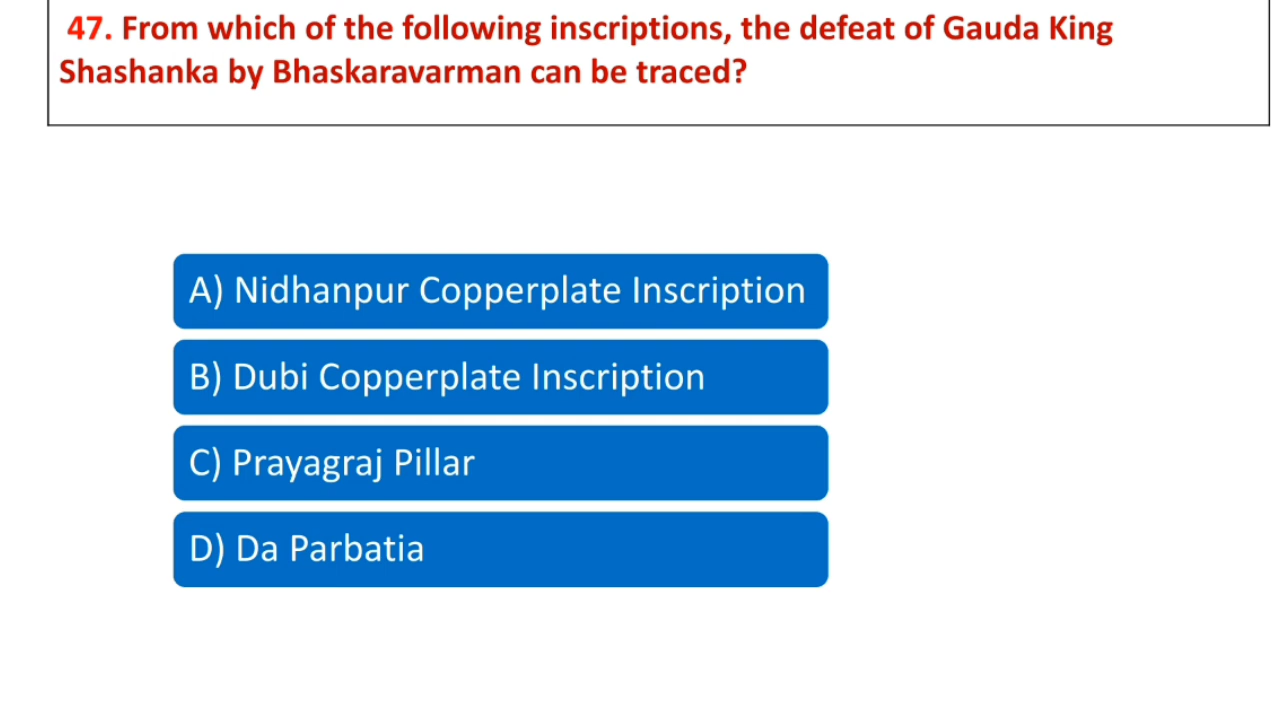 47. From which of the following inscriptions, the defeat of Gauda King
Shashanka by Bhaskaravarman can be traced?
A) Nidhanpur Copperplate Inscription
B) Dubi Copperplate Inscription
C) Prayagraj Pillar
D) Da Parbatia